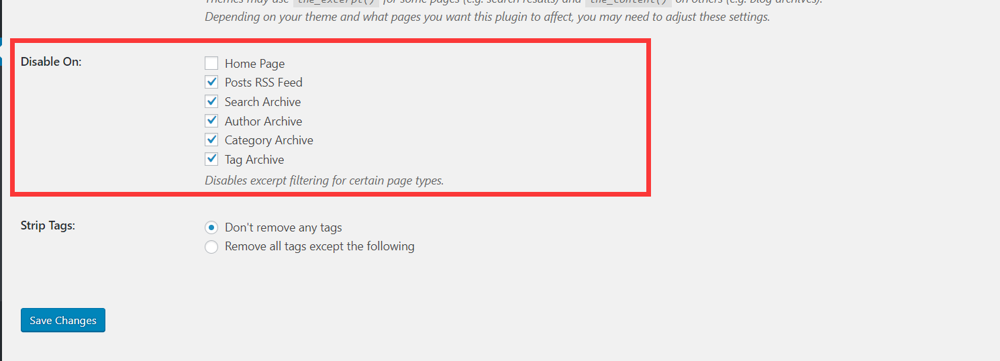 Themes may use the_excerpt() for some pages (e.g. search results) and the_content() on others (e.g. blog archives).
Depending on your theme and what pages you want this plugin to affect, you may need to adjust these settings.
Disable On:
Home Page
Posts RSS Feed
Search Archive
Author Archive
Category Archive
Tag Archive
Disables excerpt filtering for certain page types.
Strip Tags:
Don't remove any tags
Remove all tags except the following
Save Changes